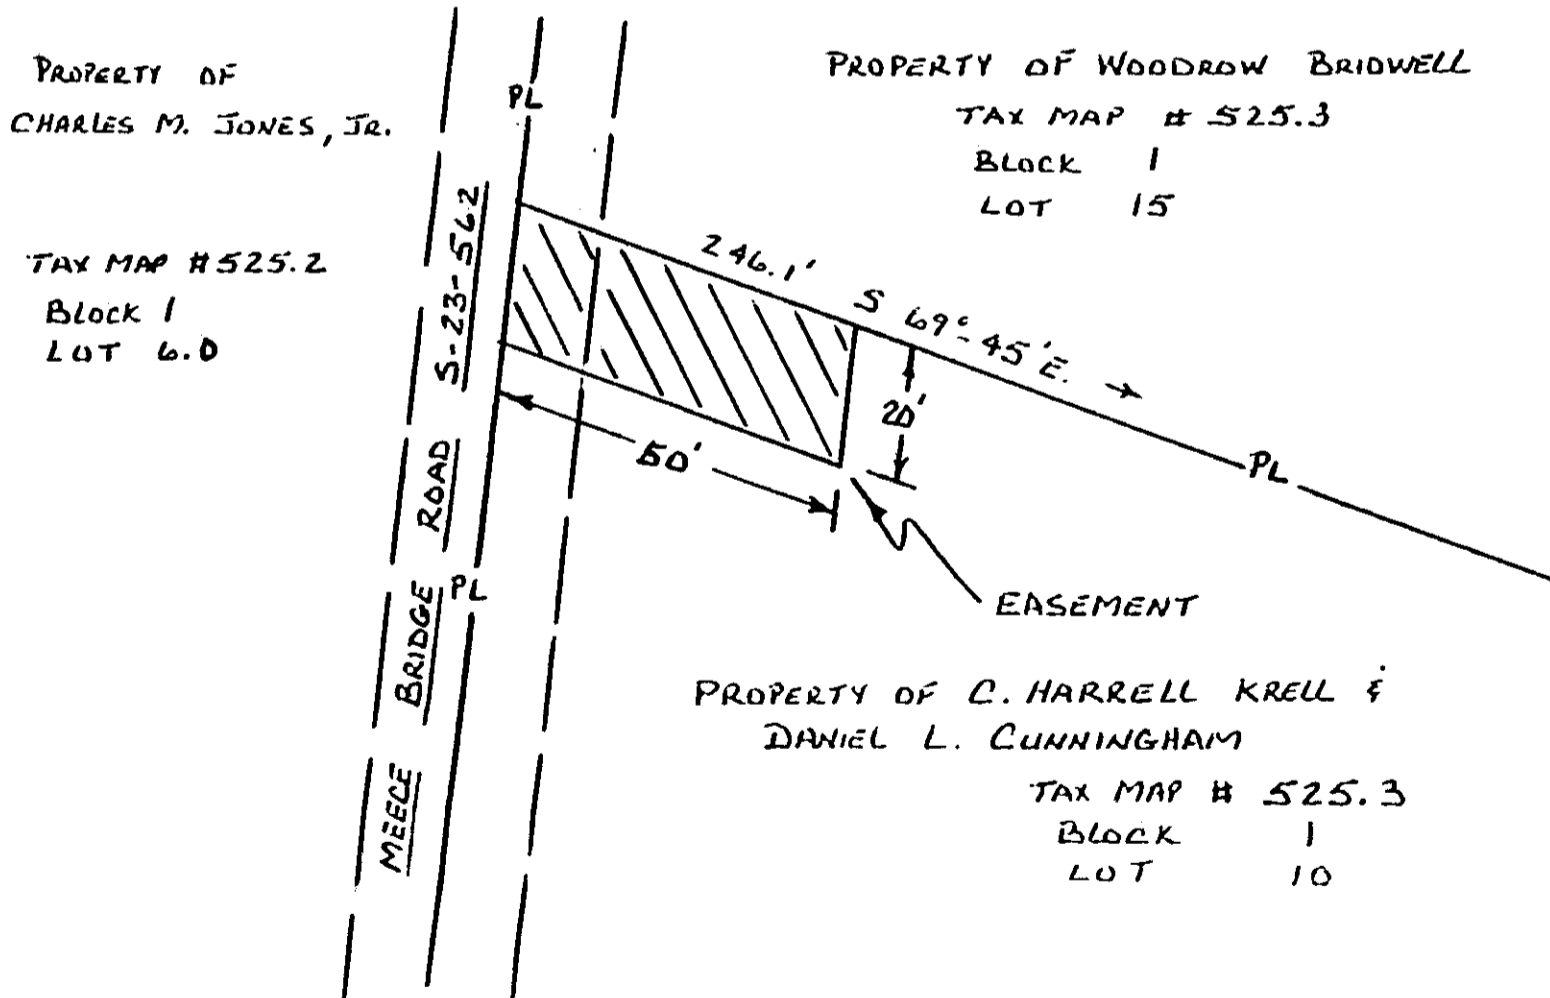 PROPERTY OF
CHARLES M. JONES, JR.
TAX MAP #525.2
BLOCK 1
LOT 6.0
PL
PROPERTY OF WOODROW BRIDWELL
TAX MAP # 525.3
BLOCK 1
LOT 15
MEECE BRIDGE ROAD S-23-562
246.1'
S 69°-45'E.
20'
50'
PL
PL
EASEMENT
PROPERTY OF C. HARRELL KRELL &
DANIEL L. CUNNINGHAM
TAX MAP # 525.3
BLOCK 1
LOT 10